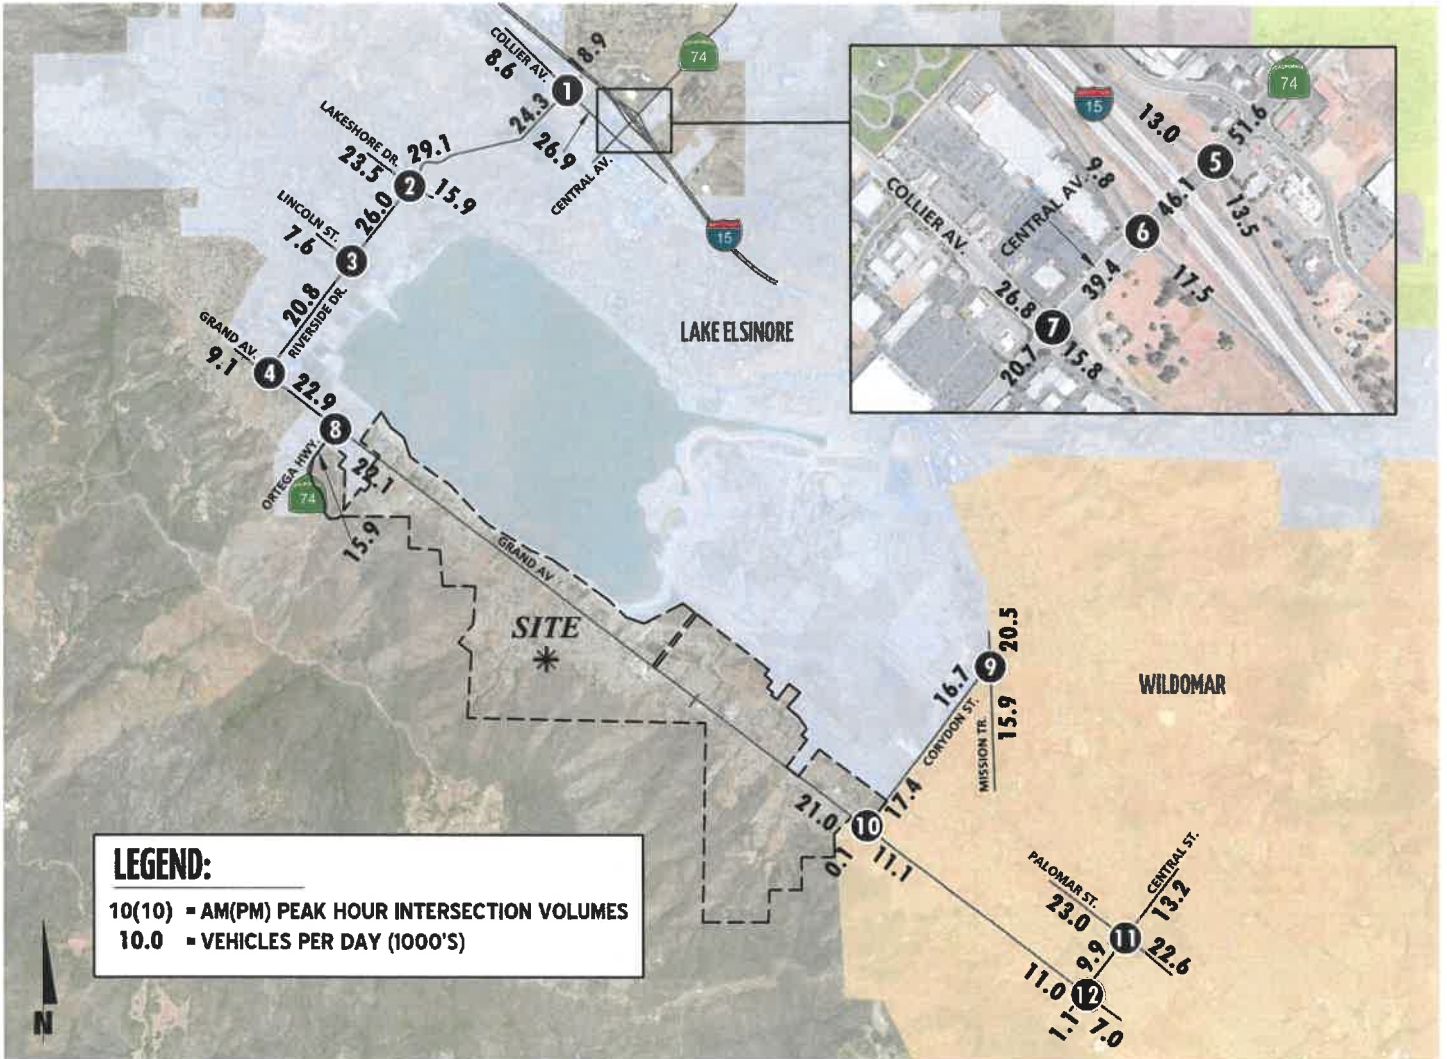 COLLIER AV.
8.6
8.9
74
1
24.3
26.9
CENTRAL AV.
LAKESHORE DR.
23.5
29.1
2
15.9
26.0
LINCOLN ST.
7.6
3
20.8
RIVERSIDE DR.
GRAND AV.
9.1
4
22.9
8
ORTEGA HWY.
74
22.1
15.9
15
LAKE ELSINORE
GRAND AV
SITE
15
CALIFORNIA
74
13.0
51.6
5
9.8
46.1
13.5
COLLIER AV.
CENTRAL AV.
6
39.4
17.5
26.8
7
20.7
15.8
20.5
9
16.7
CORYDON ST.
MISSION TR.
15.9
WILDOMAR
21.0
17.4
10
0.1
11.1
PALOMAR ST.
23.0
CENTRAL ST.
13.2
11
22.6
9.9
11.0
12
1.1
7.0
LEGEND:
10(10) = AM(PM) PEAK HOUR INTERSECTION VOLUMES
10.0 = VEHICLES PER DAY (1000'S)
N